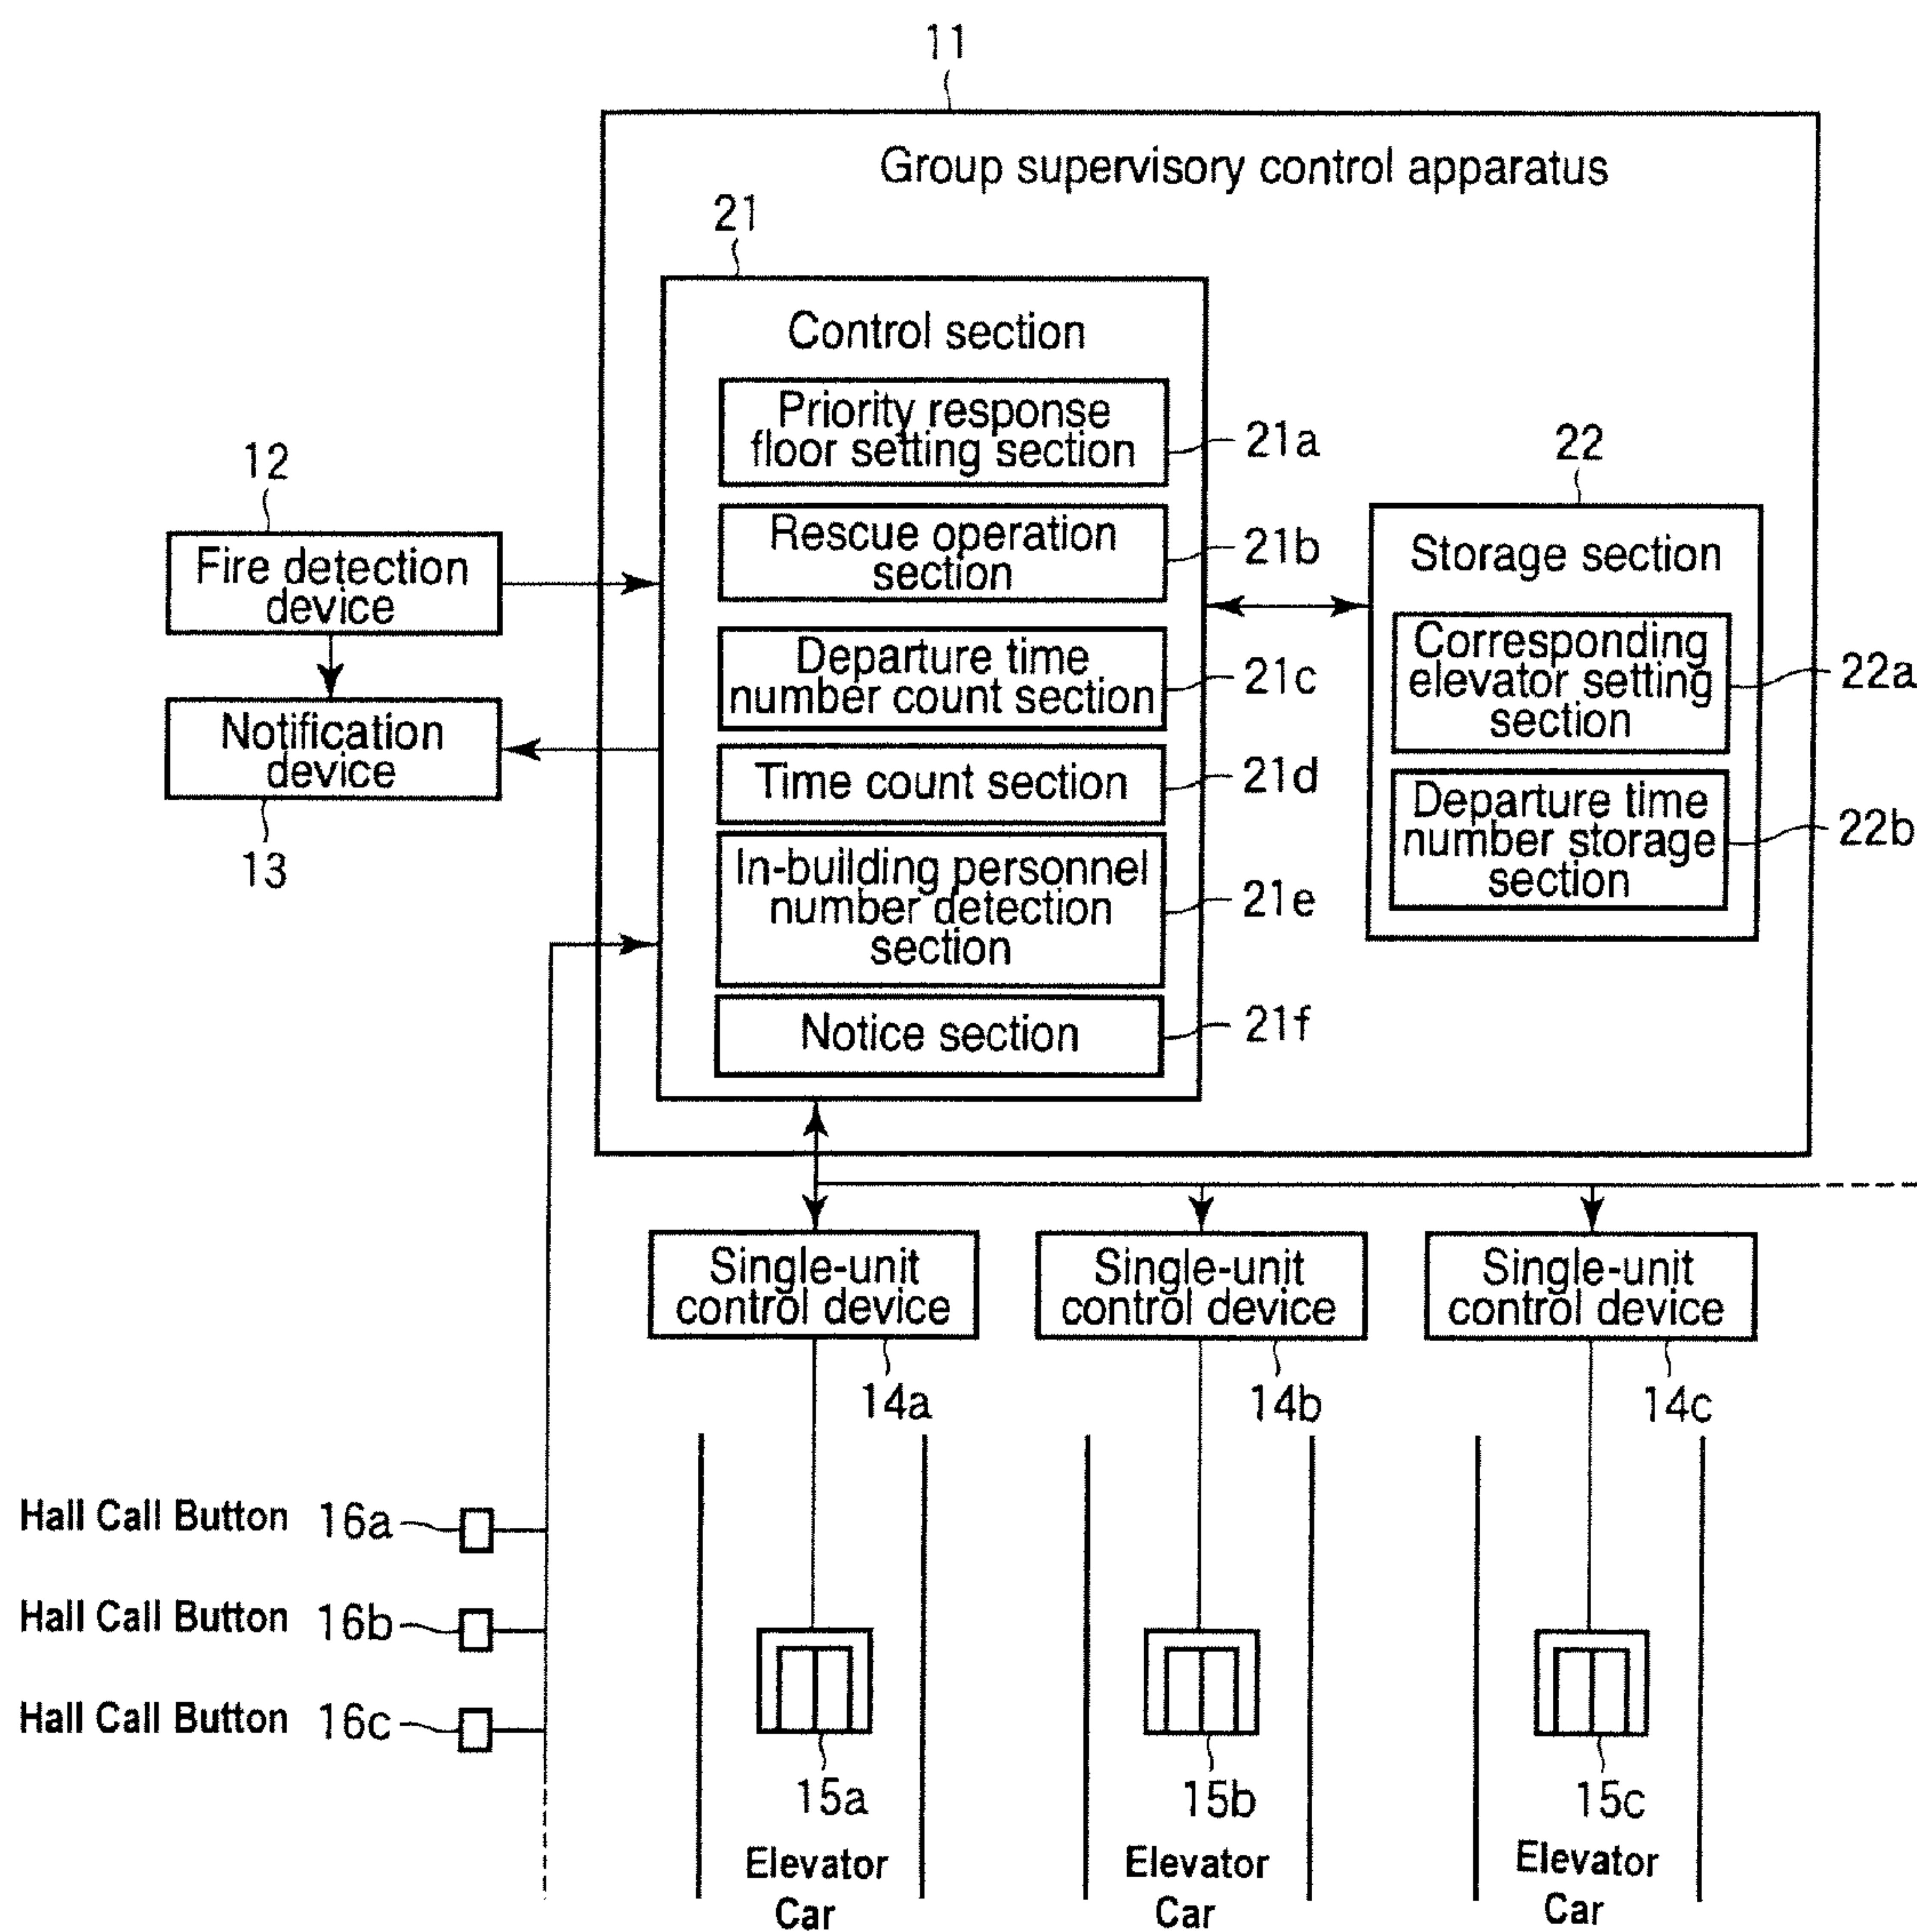 11
Group supervisory control apparatus
21
Control section
Priority response
floor setting section
21a
Rescue operation
section
21b
Departure time
number count section
21c
Time count section
21d
In-building personnel
number detection
section
21e
Notice section
21f
22
Storage section
Corresponding
elevator setting
section
22a
Departure time
number storage
section
22b
12
Fire detection
device
Notification
device
13
Single-unit
control device
14a
Single-unit
control device
14b
Single-unit
control device
14c
Hall Call Button 16a
Hall Call Button 16b
Hall Call Button 16c
15a
Elevator
Car
15b
Elevator
Car
15c
Elevator
Car